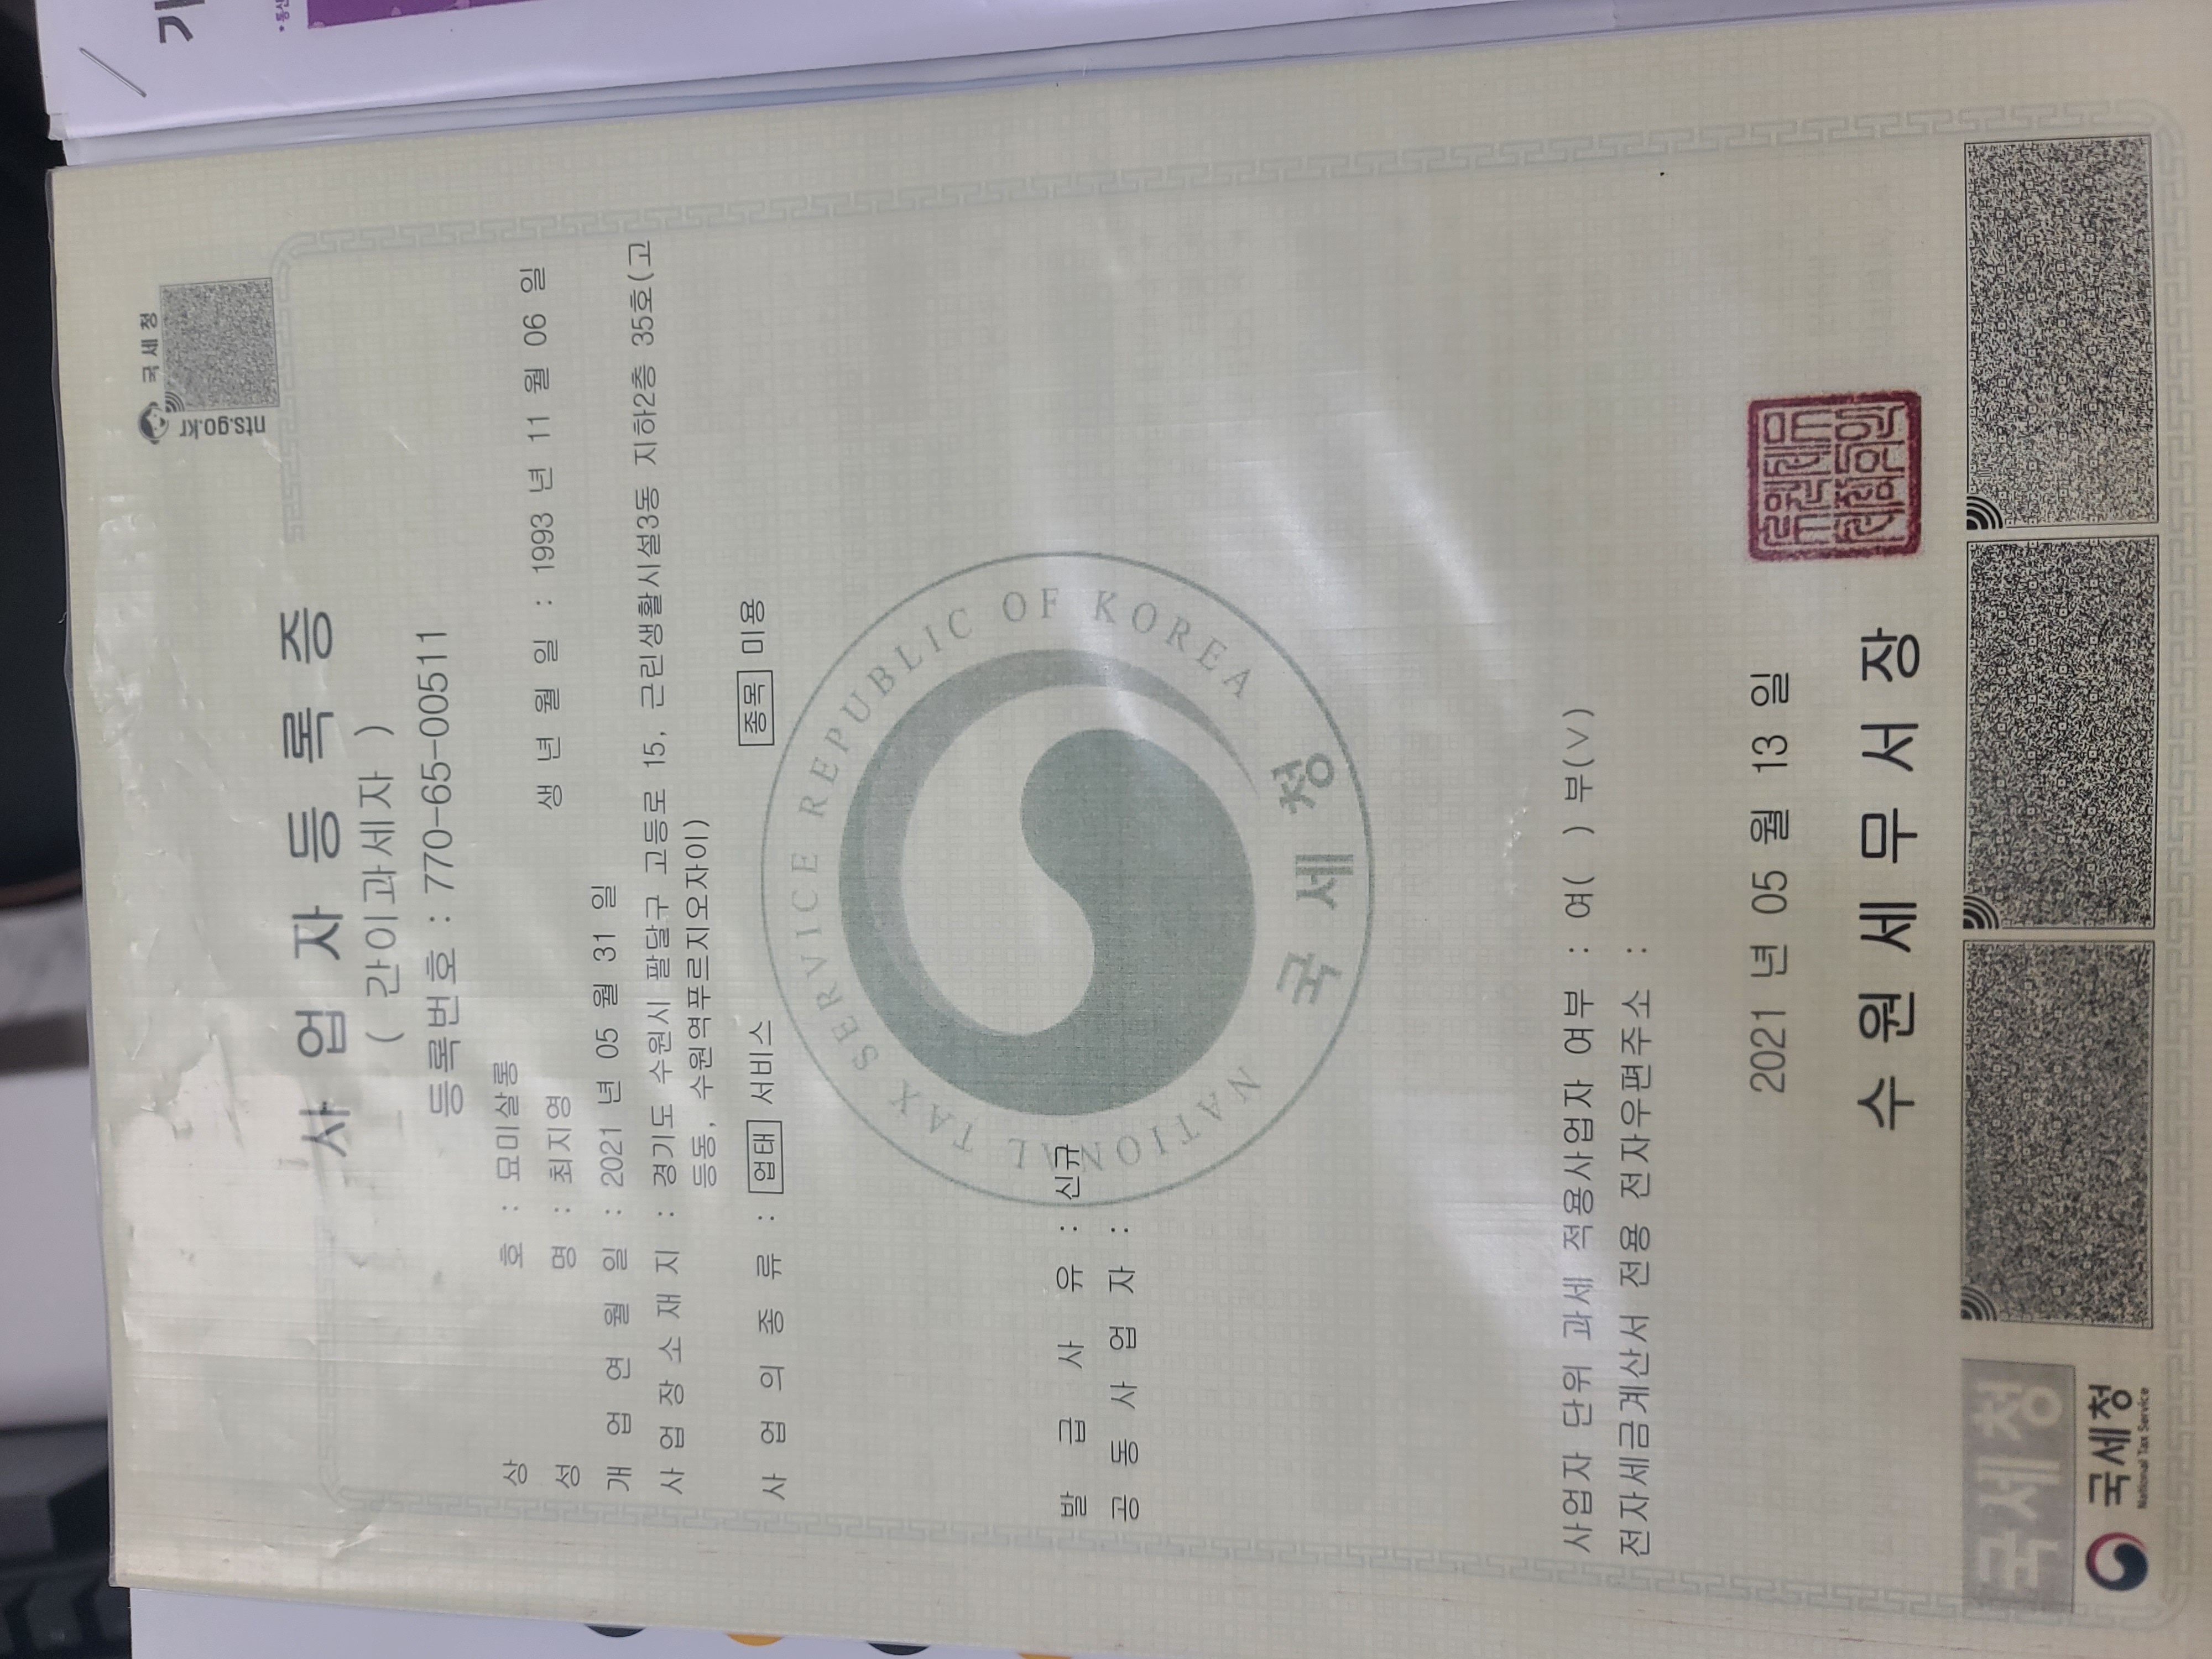 국세청
nts.go.kr
사업자등록증
( 간이과세자 )
등록번호 : 770-65-00511
상 호 : 묘미살롱
성 명 : 최지영 생 년 월 일 : 1993 년 11 월 06 일
개 업 연 월 일 : 2021 년 05 월 31 일
사 업 장 소 재 지 : 경기도 수원시 팔달구 고등로 15, 근린생활시설3동 지하2층 35호(고
등동, 수원역푸르지오자이)
사 업 의 종 류 : 업태 서비스 종목 미용
NATIONAL TAX SERVICE REPUBLIC OF KOREA
국세청
발 급 사 유 : 신규
공 동 사 업 자 :
사업자 단위 과세 적용사업자 여부 : 여( ) 부(∨)
전자세금계산서 전용 전자우편주소 :
2021 년 05 월 13 일
수 원 세 무 서 장
국세청
국세청
National Tax Service